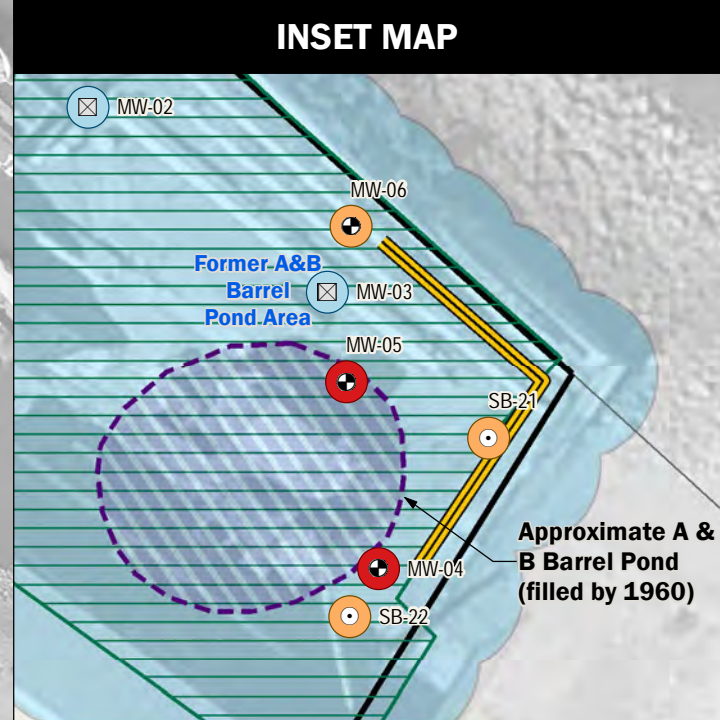 INSET MAP
MW-02
MW-06
Former A&B
Barrel
Pond Area
MW-03
MW-05
SB-21
Approximate A &
B Barrel Pond
(filled by 1960)
MW-04
SB-22